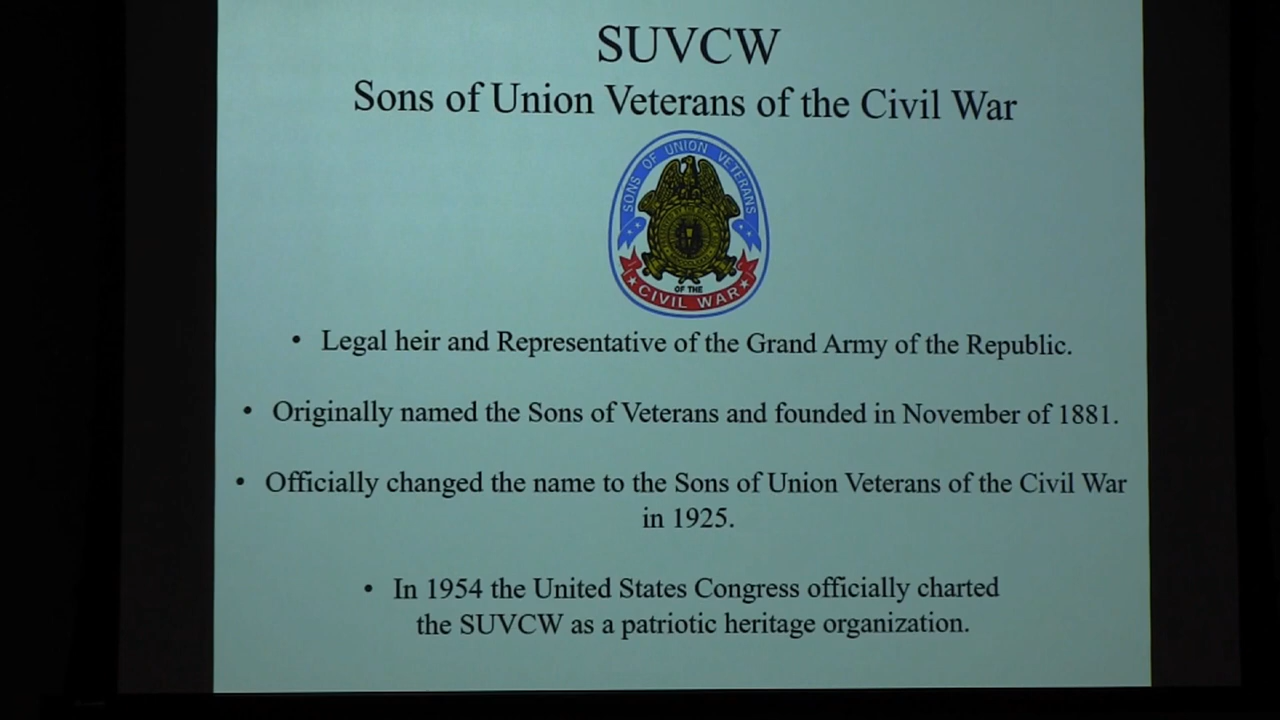 SUVCW
Sons of Union Veterans of the Civil War
SONS OF UNION VETERANS
OF THE
CIVIL WAR
• Legal heir and Representative of the Grand Army of the Republic.
• Originally named the Sons of Veterans and founded in November of 1881.
• Officially changed the name to the Sons of Union Veterans of the Civil War
in 1925.
• In 1954 the United States Congress officially charted
the SUVCW as a patriotic heritage organization.